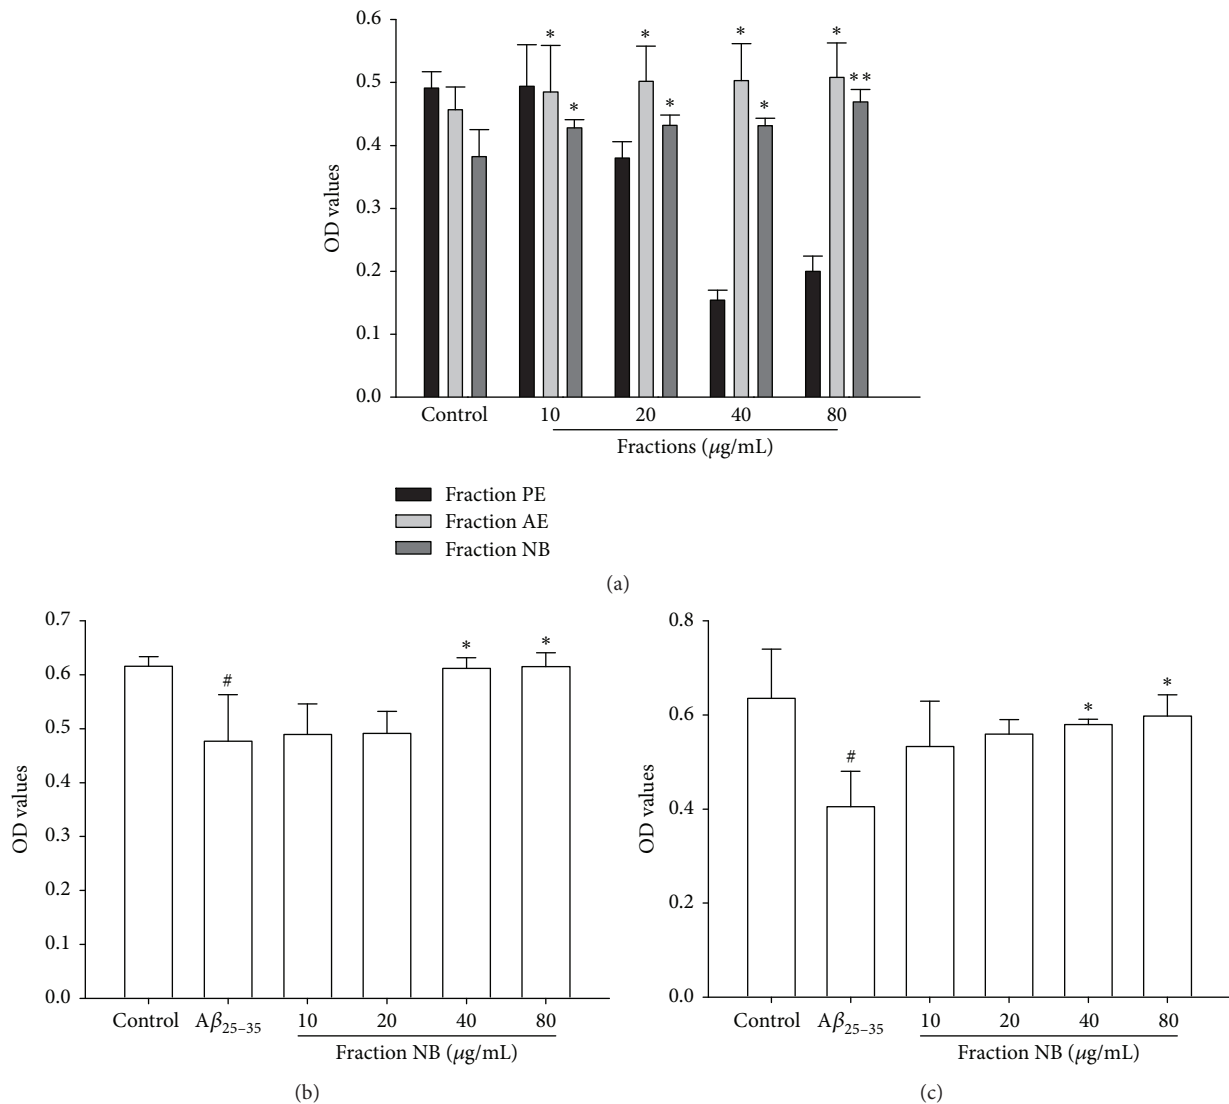 0.6
0.5
0.4
0.3
0.2
0.1
0.0
OD values
* * * *
* * * **
Control 10 20 40 80
Fractions (μg/mL)
Fraction PE
Fraction AE
Fraction NB
(a)
0.7
0.6
0.5
0.4
0.3
0.2
0.1
0.0
OD values
# * *
Control Aβ25–35 10 20 40 80
Fraction NB (μg/mL)
(b)
0.8
0.6
0.4
0.2
0.0
OD values
# * *
Control Aβ25–35 10 20 40 80
Fraction NB (μg/mL)
(c)